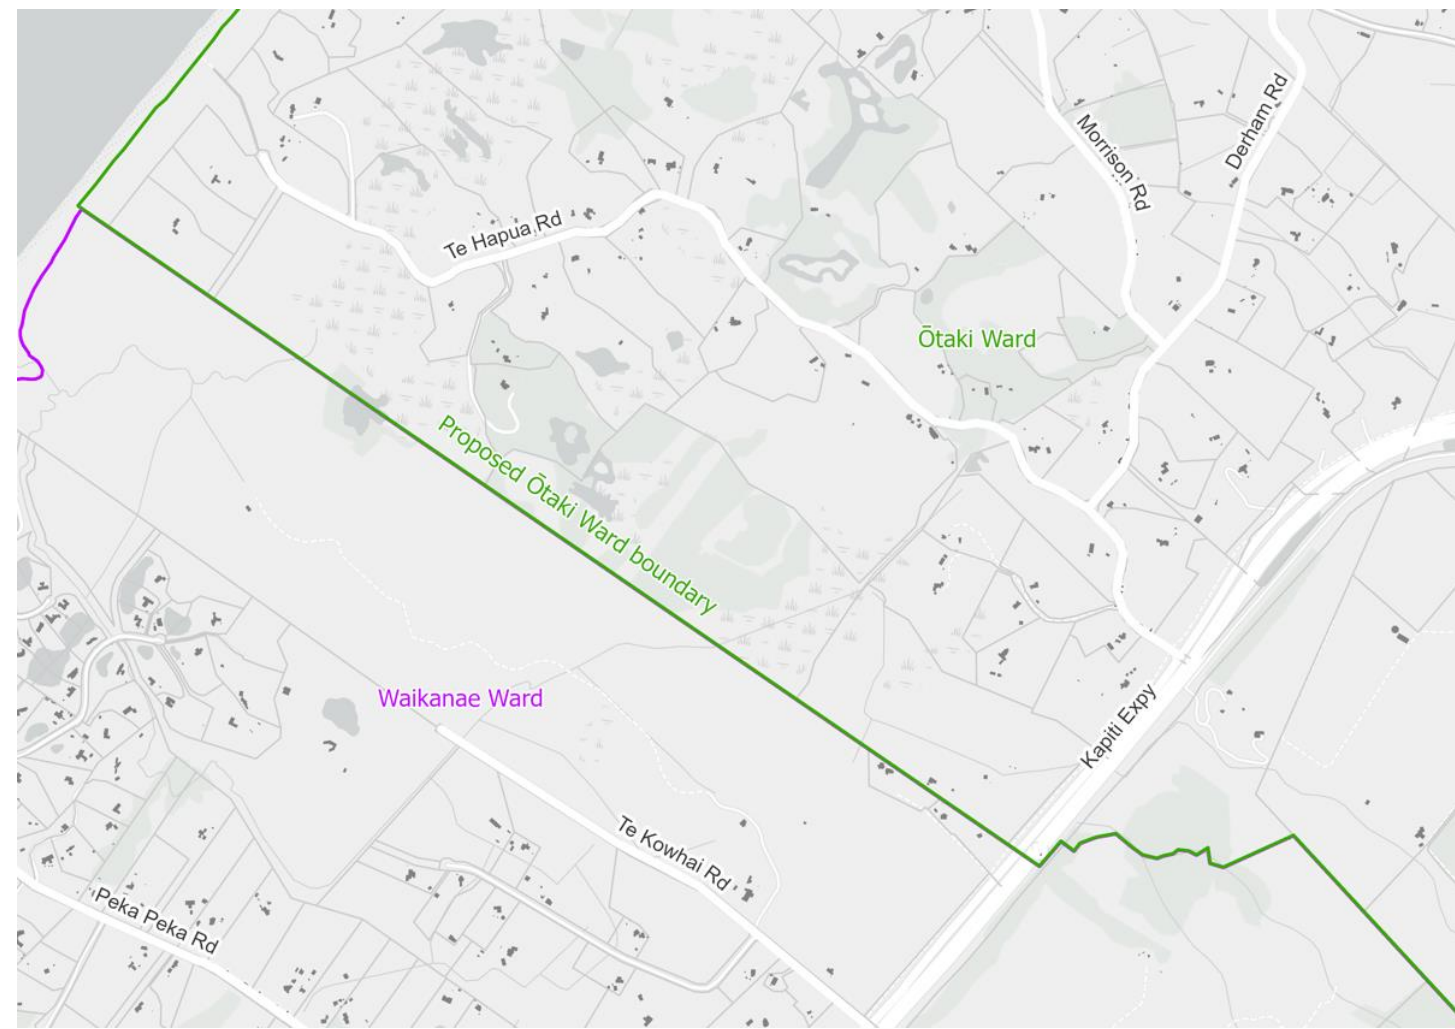 Morrison Rd
Derham Rd
Te Hapua Rd
Ōtaki Ward
Proposed Ōtaki Ward boundary
Waikanae Ward
Kapiti Expy
Te Kowhai Rd
Peka Peka Rd